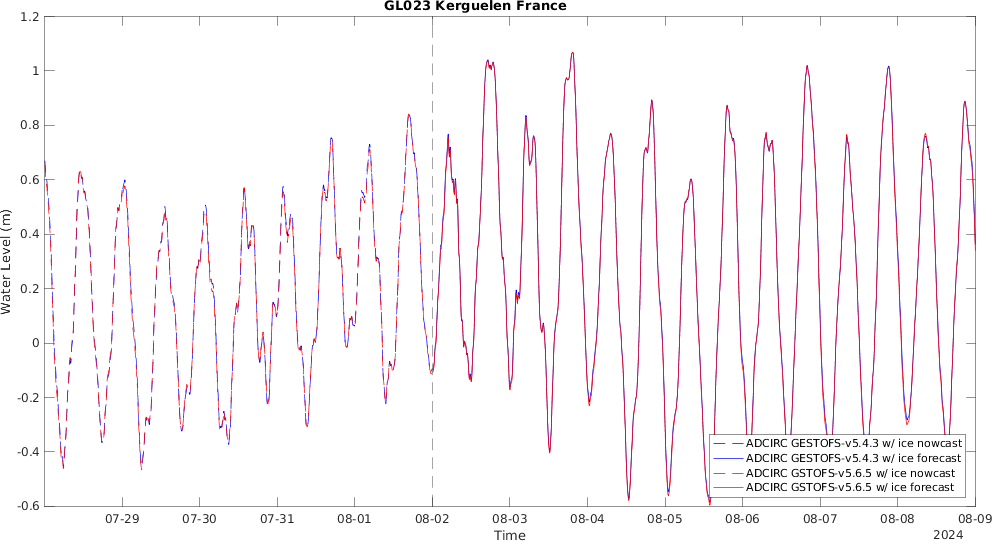 GL023 Kerguelen France
1.2
1
0.8
0.6
0.4
0.2
0
-0.2
-0.4
-0.6
Water Level (m)
ADCIRC GESTOFS-v5.4.3 w/ ice nowcast
ADCIRC GESTOFS-v5.4.3 w/ ice forecast
ADCIRC GSTOFS-v5.6.5 w/ ice nowcast
ADCIRC GSTOFS-v5.6.5 w/ ice forecast
07-29 07-30 07-31 08-01 08-02 08-03 08-04 08-05 08-06 08-07 08-08 08-09
Time
2024